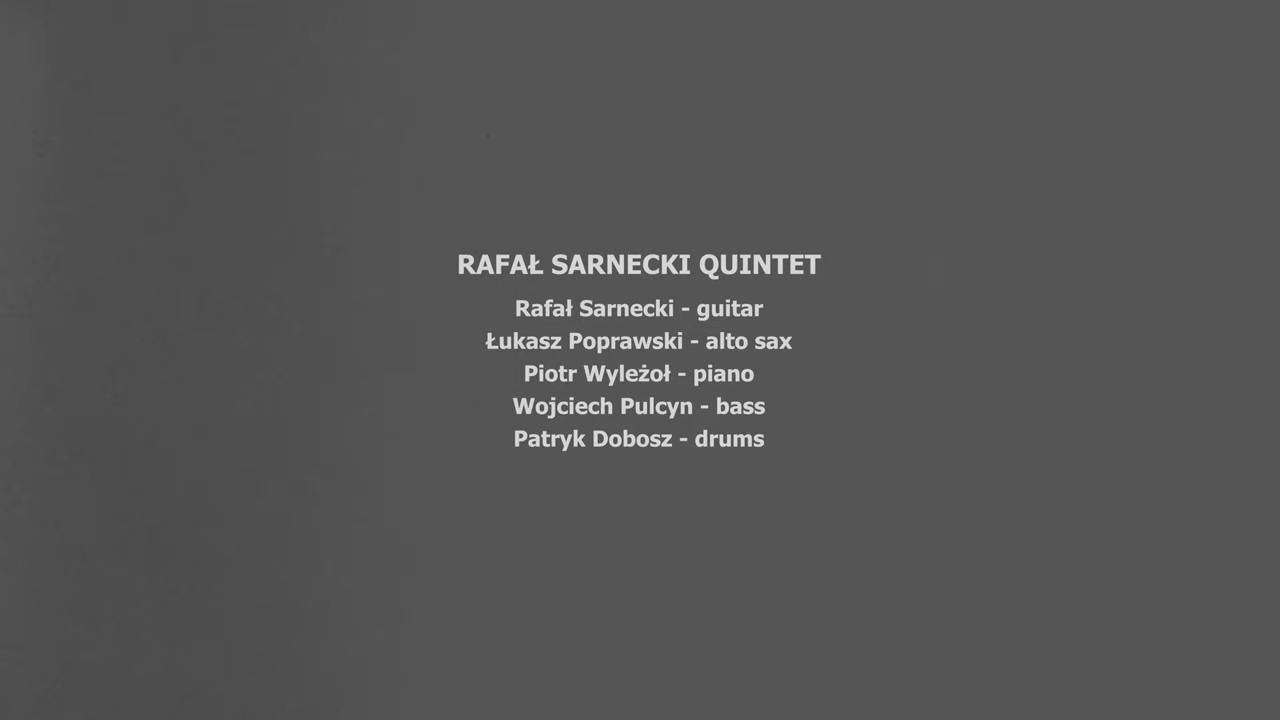 RAFAŁ SARNECKI QUINTET
Rafał Sarnecki - guitar
Łukasz Poprawski - alto sax
Piotr Wyleżoł - piano
Wojciech Pulcyn - bass
Patryk Dobosz - drums